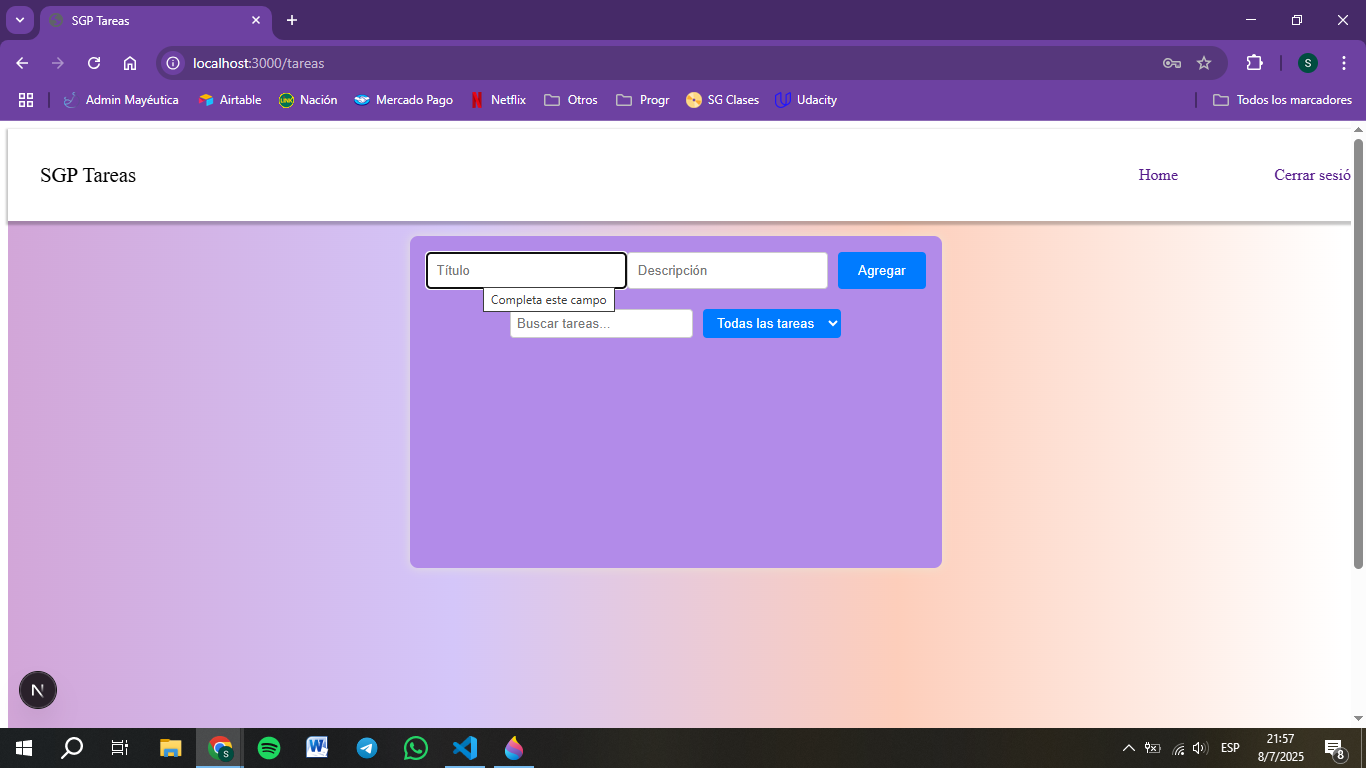 SGP Tareas
localhost:3000/tareas
S
Admin Mayéutica
Airtable
LINK
Nación
Mercado Pago
Netflix
Otros
Progr
SG Clases
Udacity
Todos los marcadores
SGP Tareas
Home
Cerrar sesió
Título
Descripción
Agregar
Completa este campo
Buscar tareas...
Todas las tareas
N
S
W
ESP
21:57
8/7/2025
8